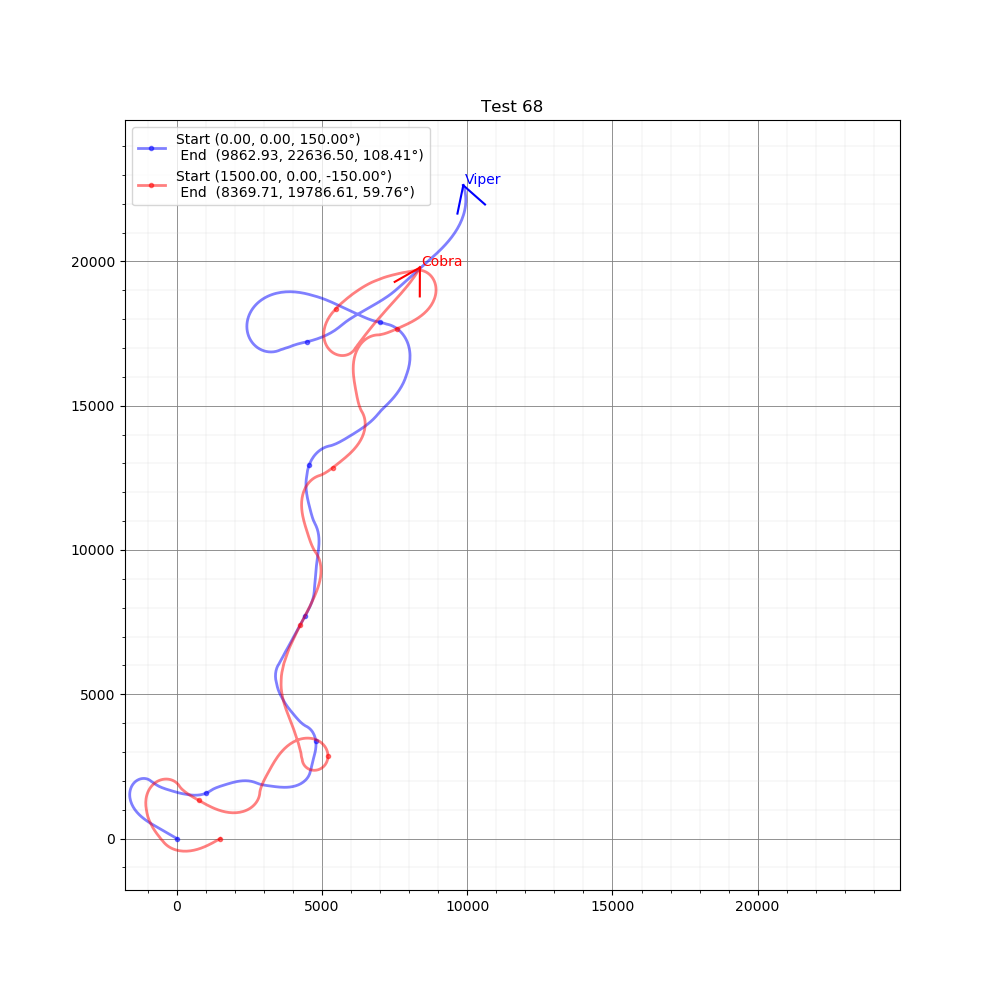 Test 68
Start (0.00, 0.00, 150.00°)
End (9862.93, 22636.50, 108.41°)
Start (1500.00, 0.00, -150.00°)
End (8369.71, 19786.61, 59.76°)
Viper
Cobra
20000
15000
10000
5000
0
0
5000
10000
15000
20000